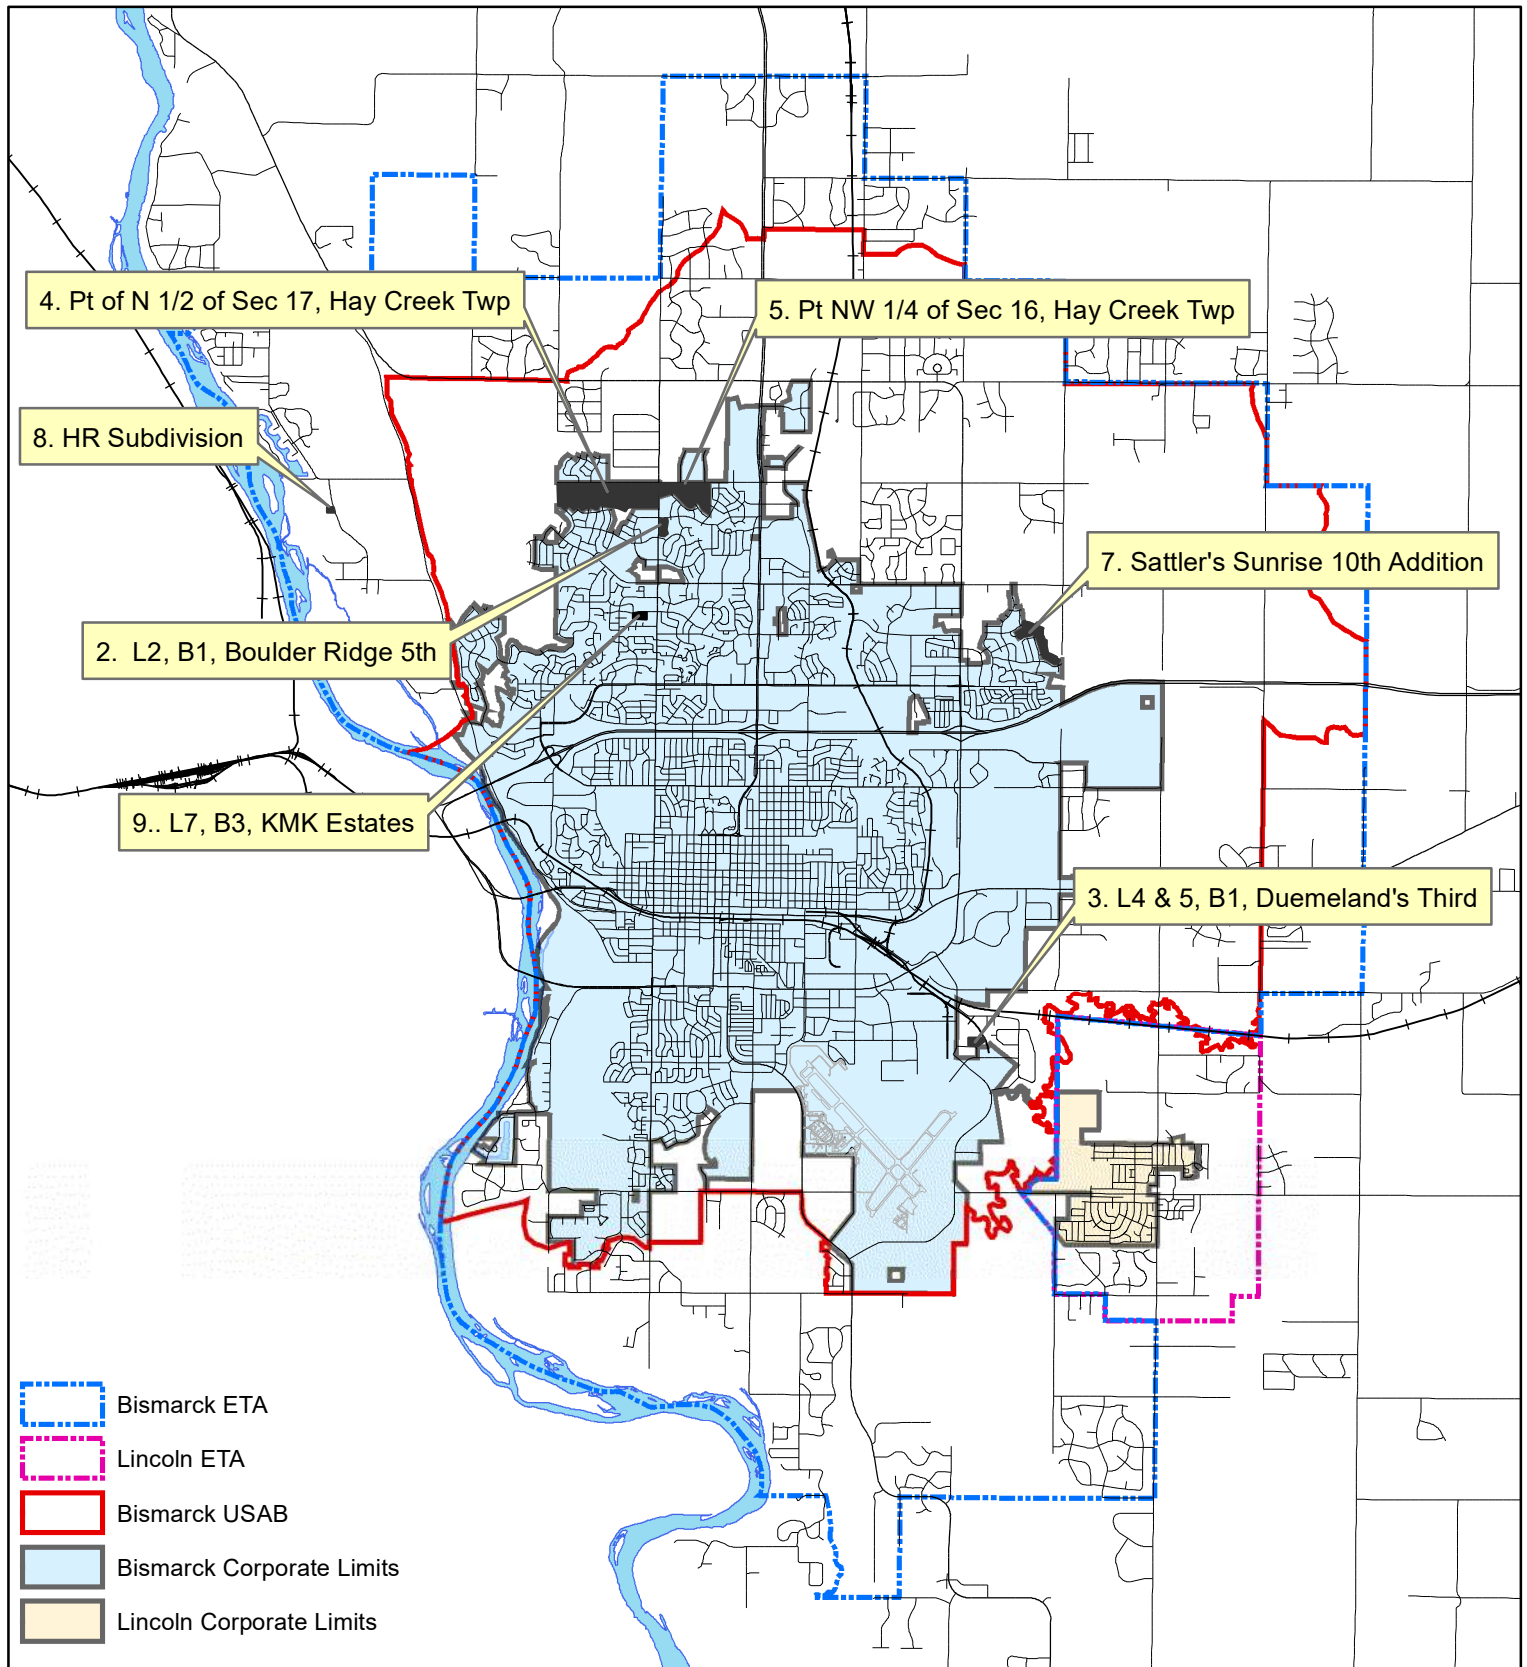 4. Pt of N 1/2 of Sec 17, Hay Creek Twp
5. Pt NW 1/4 of Sec 16, Hay Creek Twp
8. HR Subdivision
7. Sattler's Sunrise 10th Addition
2.  L2, B1, Boulder Ridge 5th
9.. L7, B3, KMK Estates
3. L4 & 5, B1, Duemeland's Third
Bismarck ETA
Lincoln ETA
Bismarck USAB
Bismarck Corporate Limits
Lincoln Corporate Limits